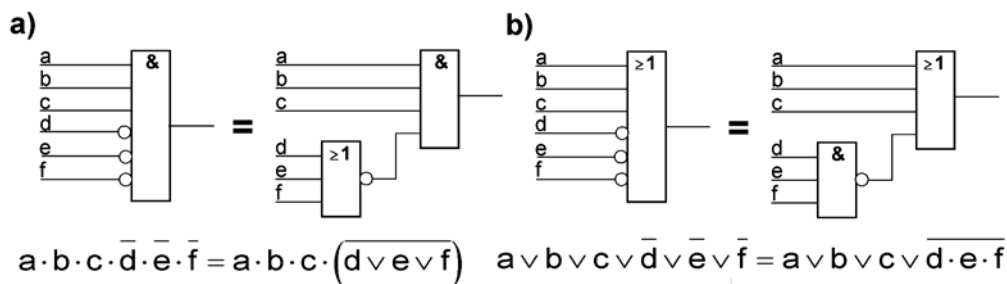 a)
a
b
c
d
e
f
&
=
a
b
c
d
e
f
≥1
&
a·b·c·d̅·e̅·f̅ = a·b·c·(d̅ ̅∨̅ ̅e̅ ̅∨̅ ̅f̅)
b)
a
b
c
d
e
f
≥1
=
a
b
c
d
e
f
&
≥1
a∨b∨c∨d̅∨e̅∨f̅ = a∨b∨c∨d̅·̅e̅·̅f̅